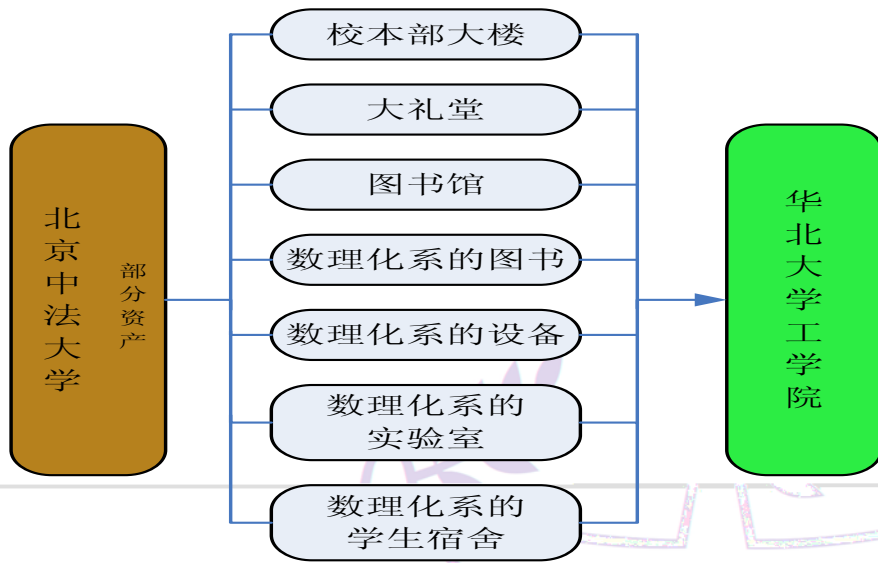 北京中法大学
部分资产
校本部大楼
大礼堂
图书馆
数理化系的图书
数理化系的设备
数理化系的
实验室
数理化系的
学生宿舍
华北大学工学院